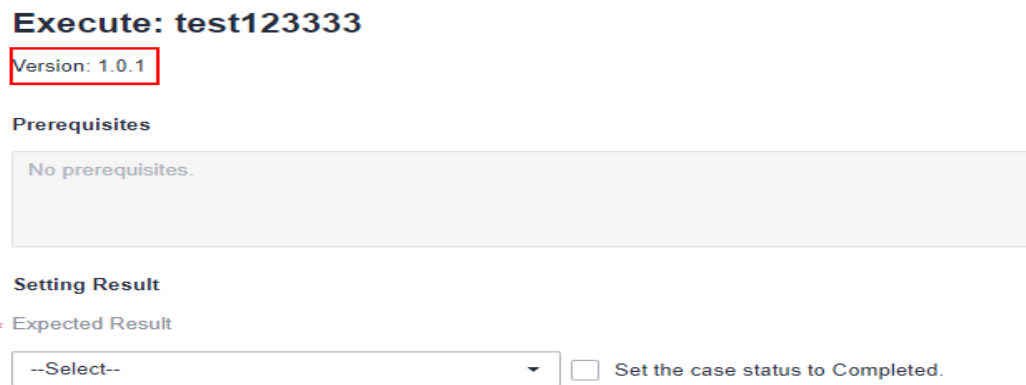 Execute: test123333
Version: 1.0.1
Prerequisites
No prerequisites.
Setting Result
* Expected Result
--Select-- Set the case status to Completed.